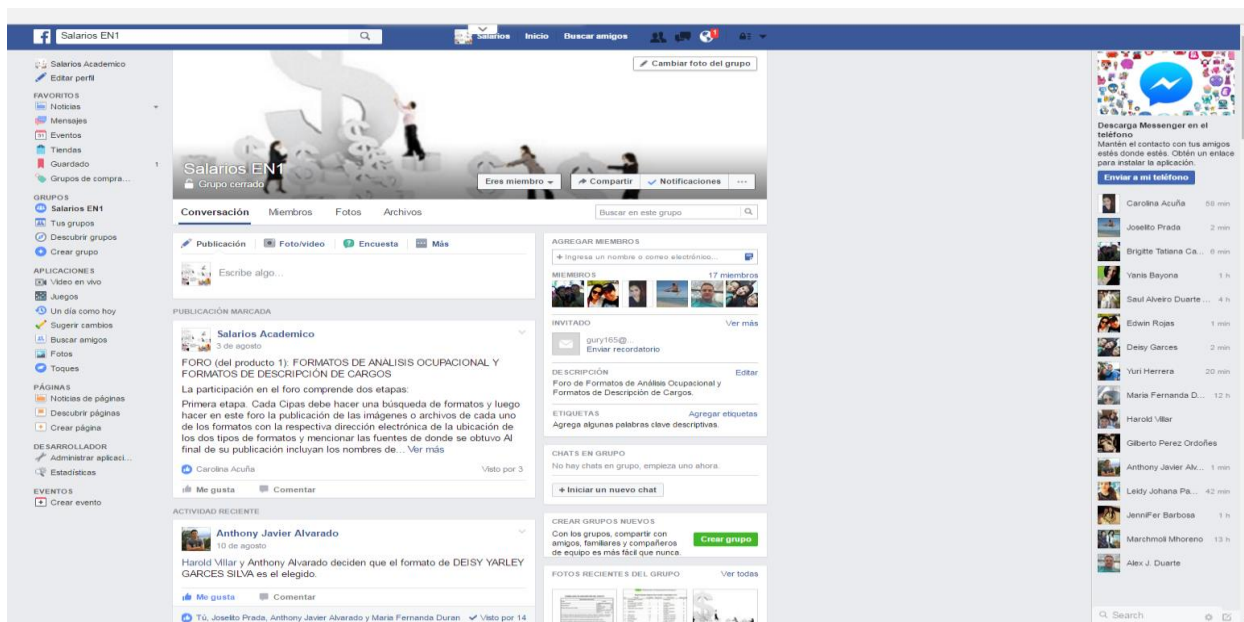 Salarios EN1
Salarios Inicio Buscar amigos 1
Salarios Academico
Editar perfil
FAVORITOS
Noticias
Mensajes
Eventos
Tiendas
Guardado 1
Grupos de compra...
GRUPOS
Salarios EN1
Tus grupos
Descubrir grupos
Crear grupo
APLICACIONES
Video en vivo
Juegos
Un día como hoy
Sugerir cambios
Buscar amigos
Fotos
Toques
PÁGINAS
Noticias de páginas
Descubrir páginas
Crear página
DESARROLLADOR
Administrar aplicaci...
Estadísticas
EVENTOS
Crear evento
Cambiar foto del grupo
Salarios EN1
Grupo cerrado
Eres miembro Compartir Notificaciones ...
Conversación Miembros Fotos Archivos
Buscar en este grupo
Publicación Foto/video Encuesta Más
Escribe algo...
PUBLICACIÓN MARCADA
Salarios Academico
3 de agosto
FORO (del producto 1): FORMATOS DE ANALISIS OCUPACIONAL Y
FORMATOS DE DESCRIPCIÓN DE CARGOS.
La participación en el foro comprende dos etapas:
Primera etapa. Cada Cipas debe hacer una búsqueda de formatos y luego
hacer en este foro la publicación de las imágenes o archivos de cada uno
de los formatos con la respectiva dirección electrónica de la ubicación de
los dos tipos de formatos y mencionar las fuentes de donde se obtuvo Al
final de su publicación incluyan los nombres de... Ver más
Carolina Acuña Visto por 3
Me gusta Comentar
ACTIVIDAD RECIENTE
Anthony Javier Alvarado
10 de agosto
Harold Villar y Anthony Alvarado deciden que el formato de DEISY YARLEY
GARCES SILVA es el elegido.
Me gusta Comentar
Tú, Joselito Prada, Anthony Javier Alvarado y Maria Fernanda Duran Visto por 14
AGREGAR MIEMBROS
+ Ingresa un nombre o correo electrónico...
MIEMBROS 17 miembros
INVITADO Ver más
gury165@...
Enviar recordatorio
DESCRIPCIÓN Editar
Foro de Formatos de Análisis Ocupacional y
Formatos de Descripción de Cargos.
ETIQUETAS Agregar etiquetas
Agrega algunas palabras clave descriptivas.
CHATS EN GRUPO
No hay chats en grupo, empieza uno ahora.
+ Iniciar un nuevo chat
CREAR GRUPOS NUEVOS
Con los grupos, compartir con
amigos, familiares y compañeros
de equipo es más fácil que nunca.
Crear grupo
FOTOS RECIENTES DEL GRUPO Ver todas
Descarga Messenger en el
teléfono
Mantén el contacto con tus amigos
estés donde estés. Obtén un enlace
para instalar la aplicación.
Enviar a mi teléfono
Carolina Acuña 58 min
Joselito Prada 2 min
Brigitte Tatiana Ca... 6 min
Yanis Bayona 1 h
Saul Alveiro Duarte ... 4 h
Edwin Rojas 1 min
Deisy Garces 2 min
Yuri Herrera 20 min
Maria Fernanda D... 12 h
Harold Villar
Gilberto Perez Ordoñes
Anthony Javier Alv... 1 min
Leidy Johana Pa... 42 min
JenniFer Barbosa 1 h
Marchmoli Mhoreno 13 h
Alex J. Duarte
Search